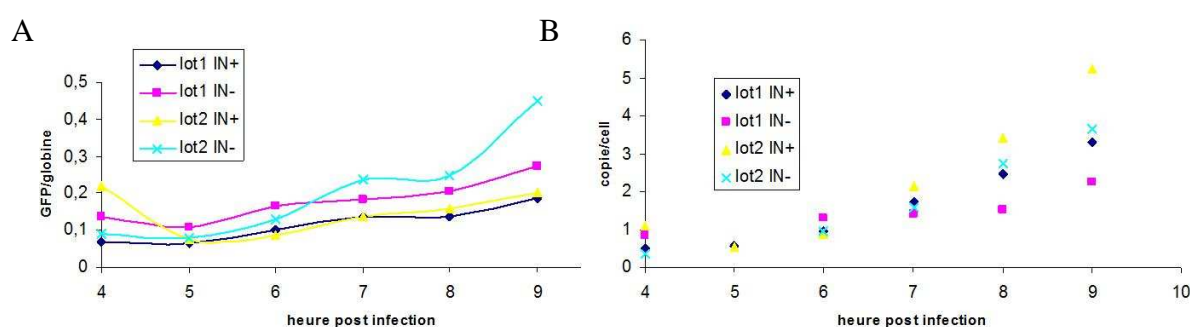 A
lot1 IN+
lot1 IN-
lot2 IN+
lot2 IN-
GFP/globine
0,5
0,4
0,3
0,2
0,1
0
4 5 6 7 8 9
heure post infection
B
lot1 IN+
lot1 IN-
lot2 IN+
lot2 IN-
copie/cell
6
5
4
3
2
1
0
4 5 6 7 8 9 10
heure post infection